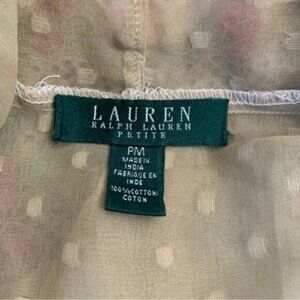 LAUREN
RALPH LAUREN
PETITE
PM
MADE IN
INDIA
FABRIQUE EN
INDE
100% COTTON/
COTON